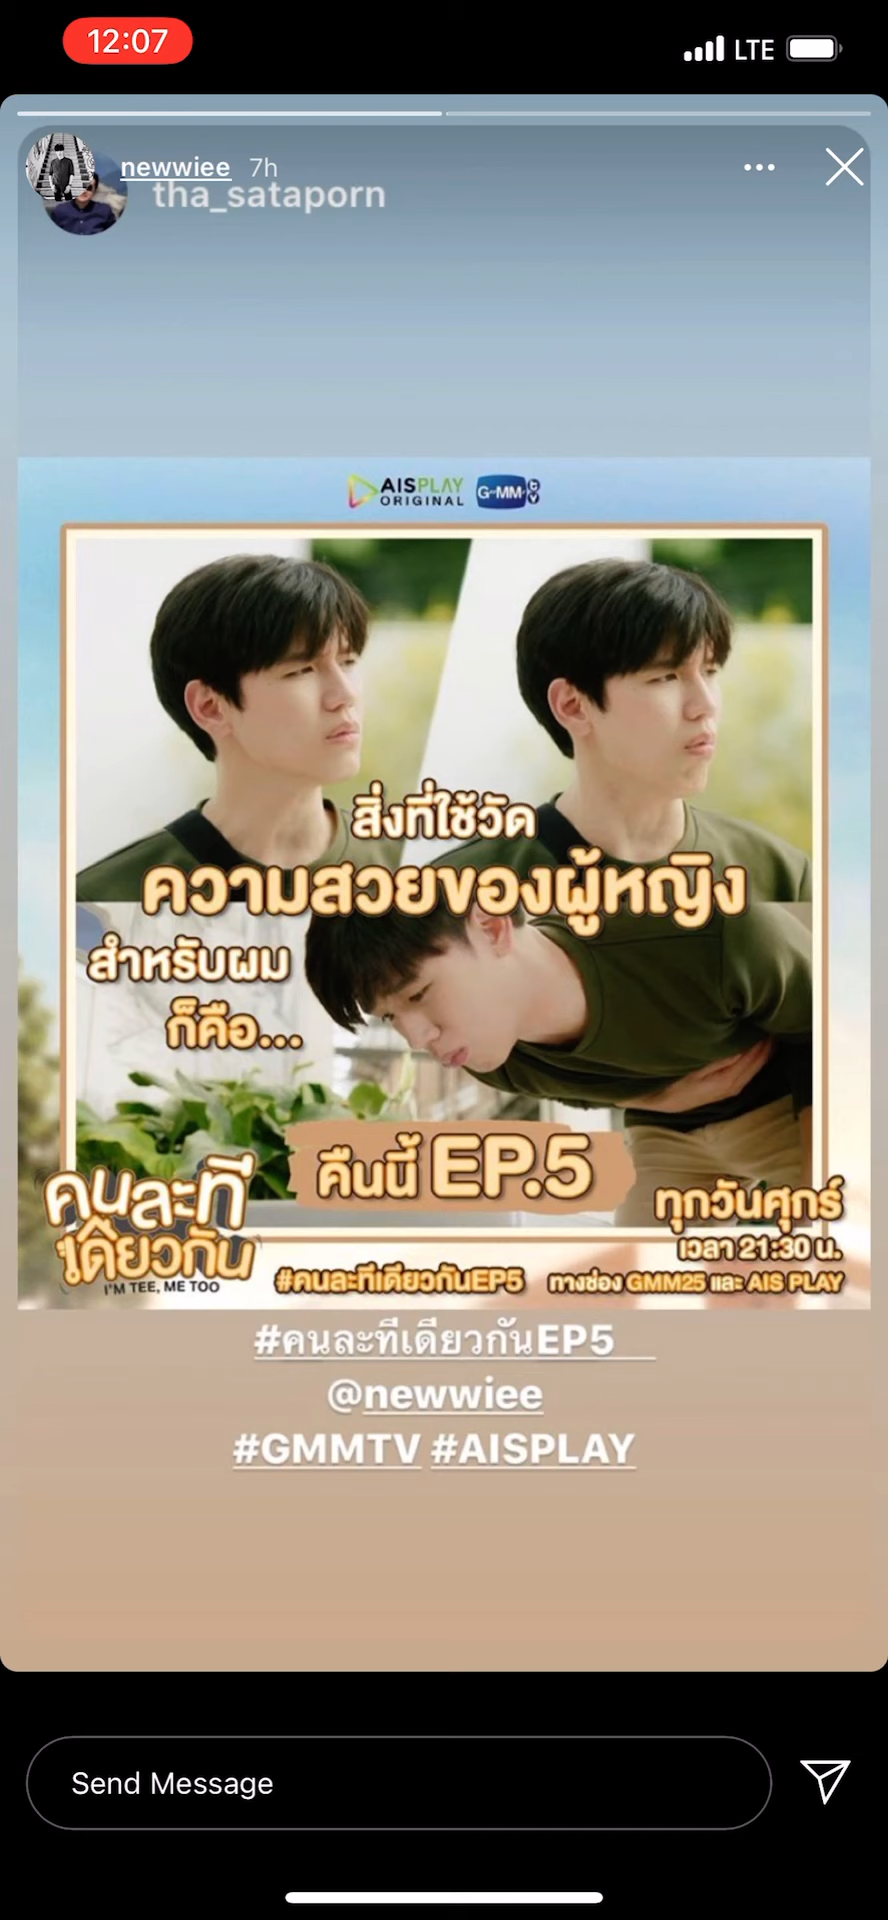 12:07
LTE
newwiee 7h
tha_sataporn
AISPLAY ORIGINAL GMMTV
สิ่งที่ใช้วัด
ความสวยของผู้หญิง
สำหรับผม
ก็คือ...
คืนนี้ EP.5
คนละที
เดียวกัน
I'M TEE, ME TOO
#คนละทีเดียวกันEP5
ทุกวันศุกร์
เวลา 21:30 น.
ทางช่อง GMM25 และ AIS PLAY
#คนละทีเดียวกันEP5
@newwiee
#GMMTV #AISPLAY
Send Message